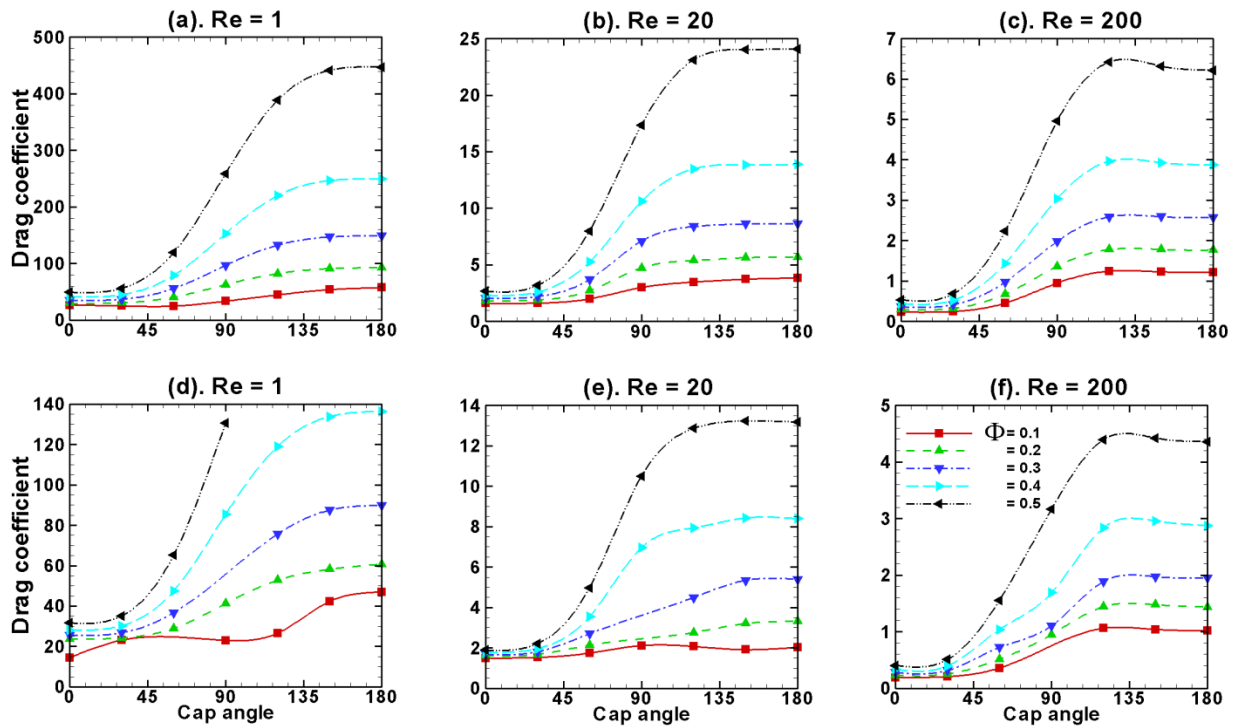 (a). Re = 1
500
400
300
200
100
0
0 45 90 135 180
Drag coefficient
(b). Re = 20
25
20
15
10
5
0
0 45 90 135 180
(c). Re = 200
7
6
5
4
3
2
1
0
0 45 90 135 180
(d). Re = 1
140
120
100
80
60
40
20
0
0 45 90 135 180
Drag coefficient
Cap angle
(e). Re = 20
14
12
10
8
6
4
2
0
0 45 90 135 180
Cap angle
(f). Re = 200
5
4
3
2
1
0
0 45 90 135 180
Cap angle
Φ = 0.1
= 0.2
= 0.3
= 0.4
= 0.5